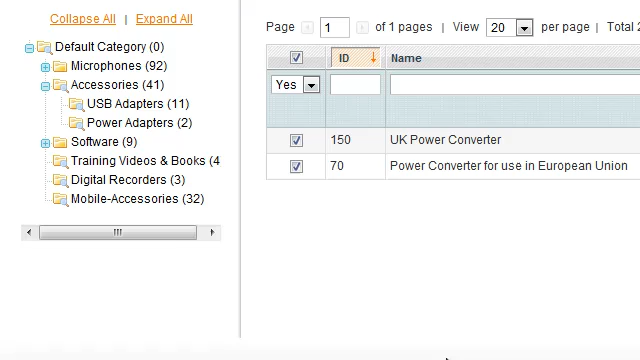 Collapse All | Expand All
Default Category (0)
Microphones (92)
Accessories (41)
USB Adapters (11)
Power Adapters (2)
Software (9)
Training Videos & Books (4
Digital Recorders (3)
Mobile-Accessories (32)
Page 1 of 1 pages | View 20 per page | Total 2
ID Name
Yes
150 UK Power Converter
70 Power Converter for use in European Union